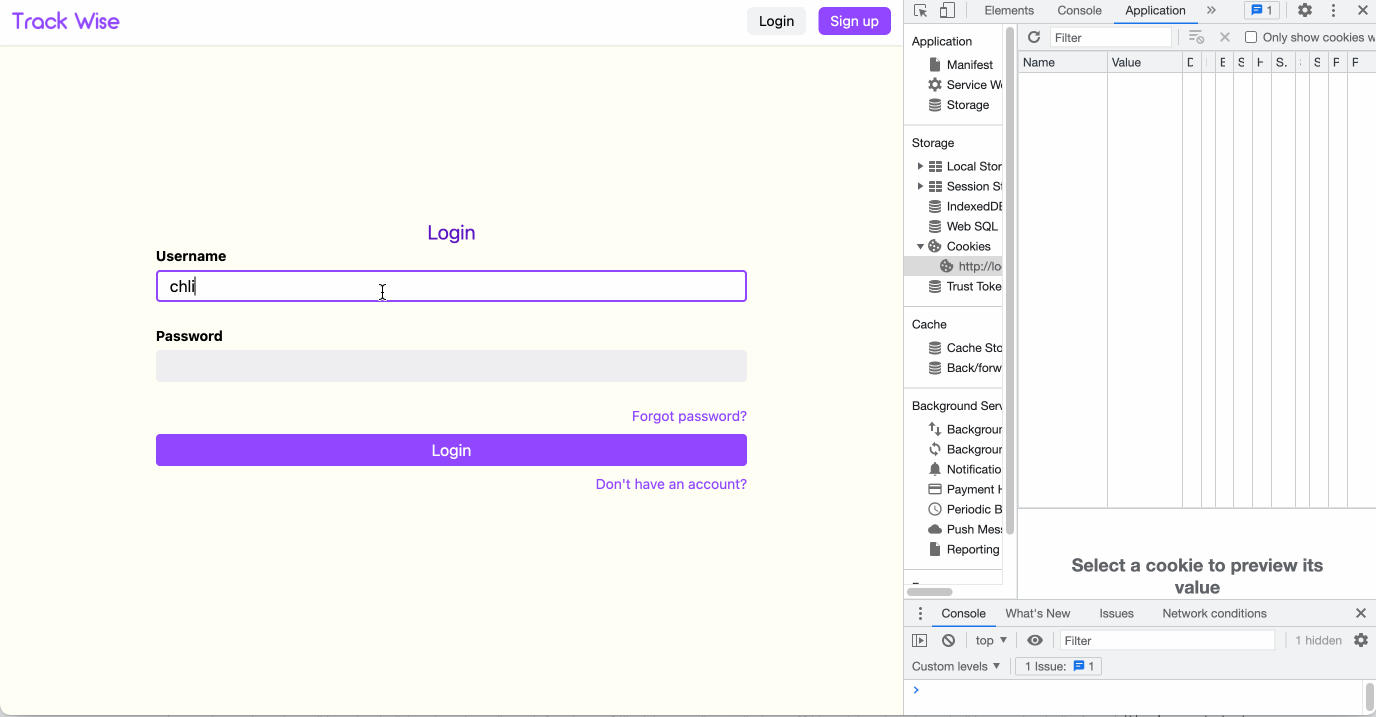 Track Wise
Login
Sign up
Login
Username
chli
Password
Forgot password?
Login
Don't have an account?
Elements
Console
Application
1
Application
Manifest
Service W
Storage
Storage
Local Stor
Session S
IndexedDB
Web SQL
Cookies
http://lo
Trust Toke
Cache
Cache Sto
Back/forw
Background Serv
Backgroun
Backgroun
Notificatio
Payment H
Periodic B
Push Mes
Reporting
Filter
Only show cookies w
Name Value D E S H S. S P P
Select a cookie to preview its
value
Console What's New Issues Network conditions
top Filter 1 hidden
Custom levels 1 Issue: 1